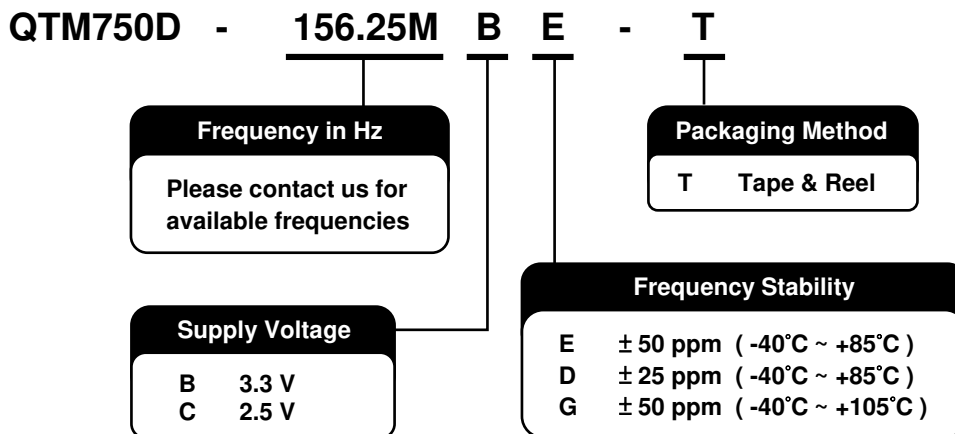 QTM750D - 156.25M B E - T
Frequency in Hz
Please contact us for
available frequencies
Packaging Method
T Tape & Reel
Supply Voltage
B 3.3 V
C 2.5 V
Frequency Stability
E ± 50 ppm ( -40°C ~ +85°C )
D ± 25 ppm ( -40°C ~ +85°C )
G ± 50 ppm ( -40°C ~ +105°C )